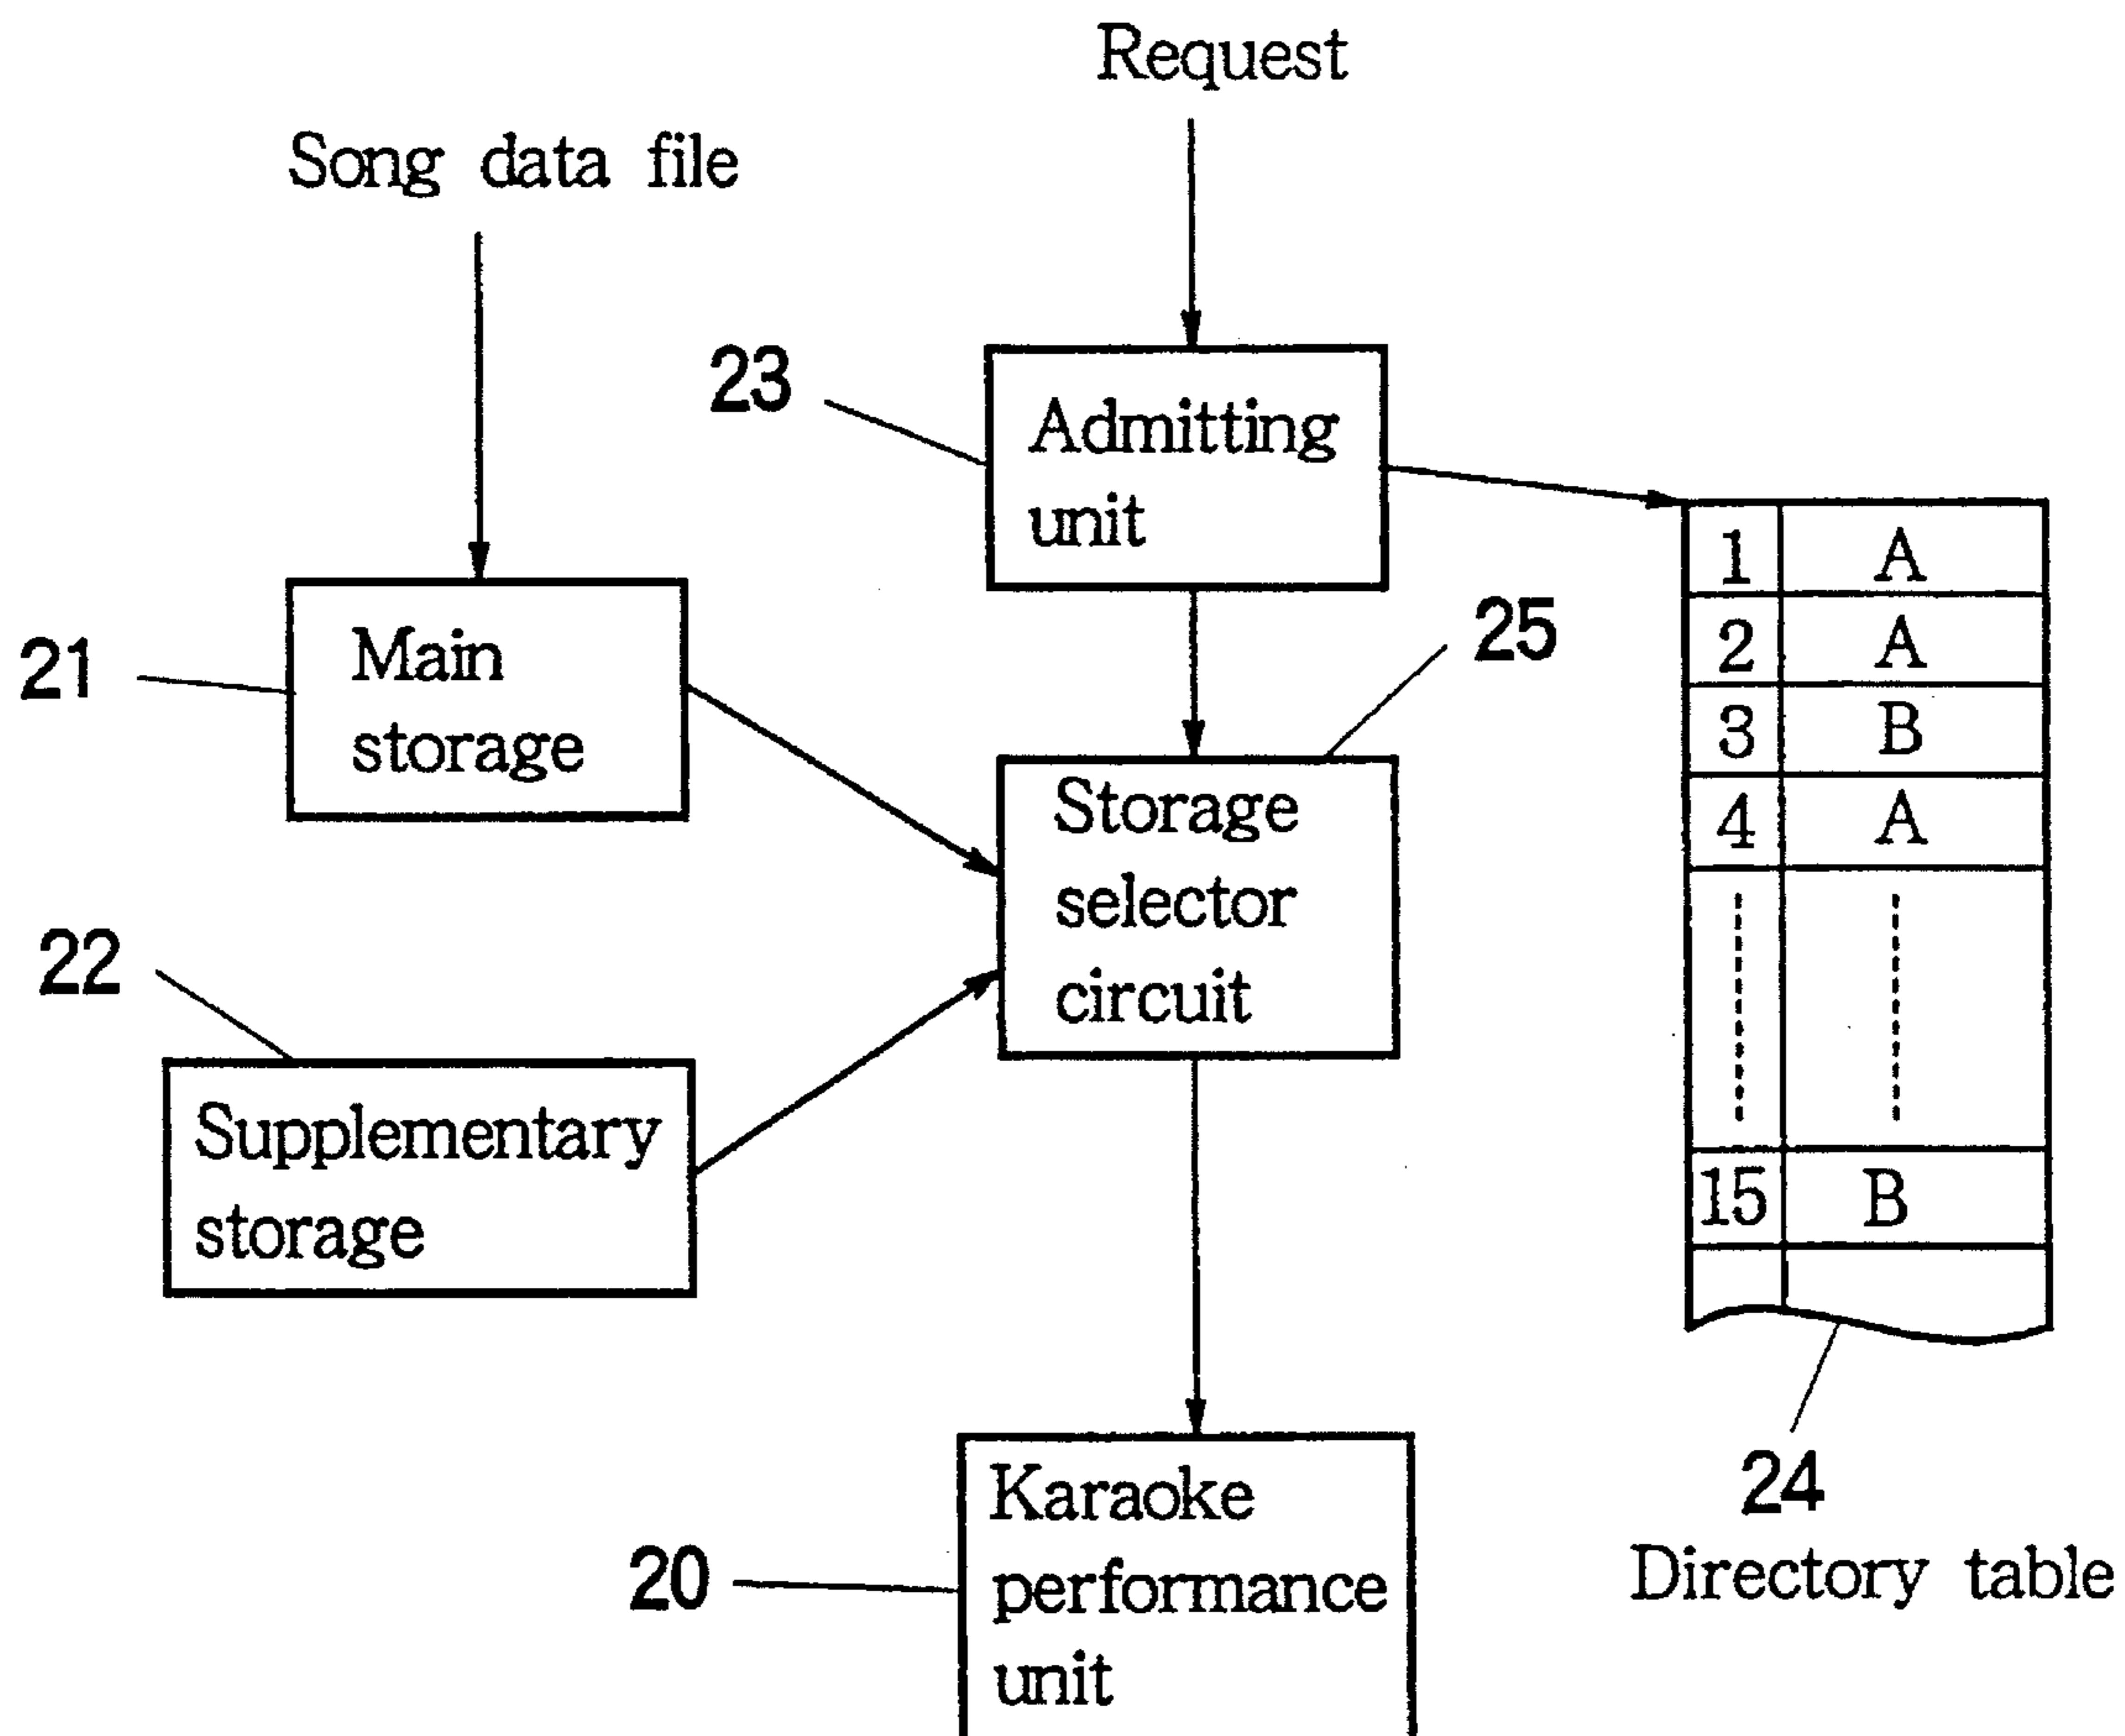 Request
Song data file
23
Admitting
unit
1 A
2 A
3 B
4 A
15 B
25
21
Main
storage
Storage
selector
circuit
22
Supplementary
storage
24
Directory table
20
Karaoke
performance
unit